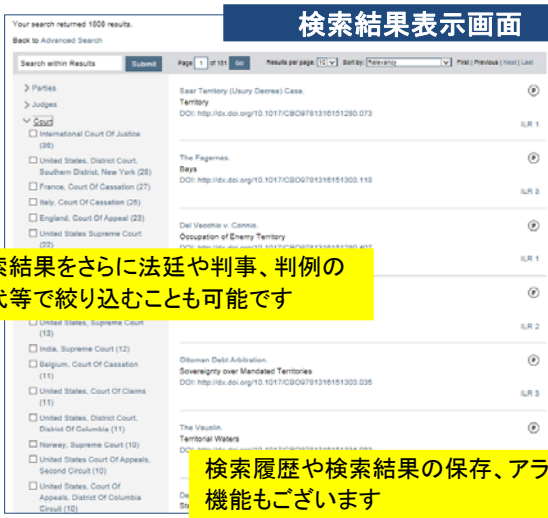 検索結果表示画面
Your search returned 1808 results.
Back to Advanced Search
Search within Results Submit
Page 1 of 181 Go Results per page 10 Sort by: Relevancy First | Previous | Next | Last
Parties
Judges
Court
International Court Of Justice
(38)
United States, District Court,
Southern District, New York (28)
France, Court Of Cassation (27)
Italy, Court Of Cassation (25)
England, Court Of Appeal (23)
United States Supreme Court
(22)
索結果をさらに法廷や判事、判例の
代等で絞り込むことも可能です
United States, Supreme Court
(13)
India, Supreme Court (12)
Belgium, Court Of Cassation
(11)
United States, Court Of Claims
(11)
United States, District Court,
District Of Columbia (11)
Norway, Supreme Court (10)
United States Court Of Appeals,
Second Circuit (10)
United States, Court Of
Appeals, District Of Columbia
Circuit (10)
Saar Territory (Usury Decree) Case.
Territory
DOI: http://dx.doi.org/10.1017/CBO9781316151280.073
ILR 1
The Fagernes.
Bays
DOI: http://dx.doi.org/10.1017/CBO9781316151303.118
ILR 3
Del Vecchio v. Connio.
Occupation of Enemy Territory
ILR 1
ILR 2
Ottoman Debt Arbitration.
Sovereignty over Mandated Territories
DOI: http://dx.doi.org/10.1017/CBO9781316151303.035
ILR 3
The Vaustin.
Territorial Waters
検索履歴や検索結果の保存、アラ
機能もございます